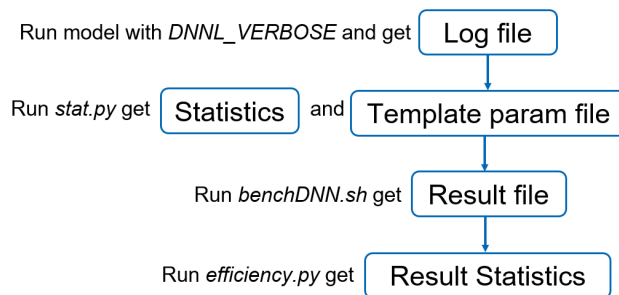 Run model with DNNL_VERBOSE and get Log file
Run stat.py get Statistics and Template param file
Run benchDNN.sh get Result file
Run efficiency.py get Result Statistics